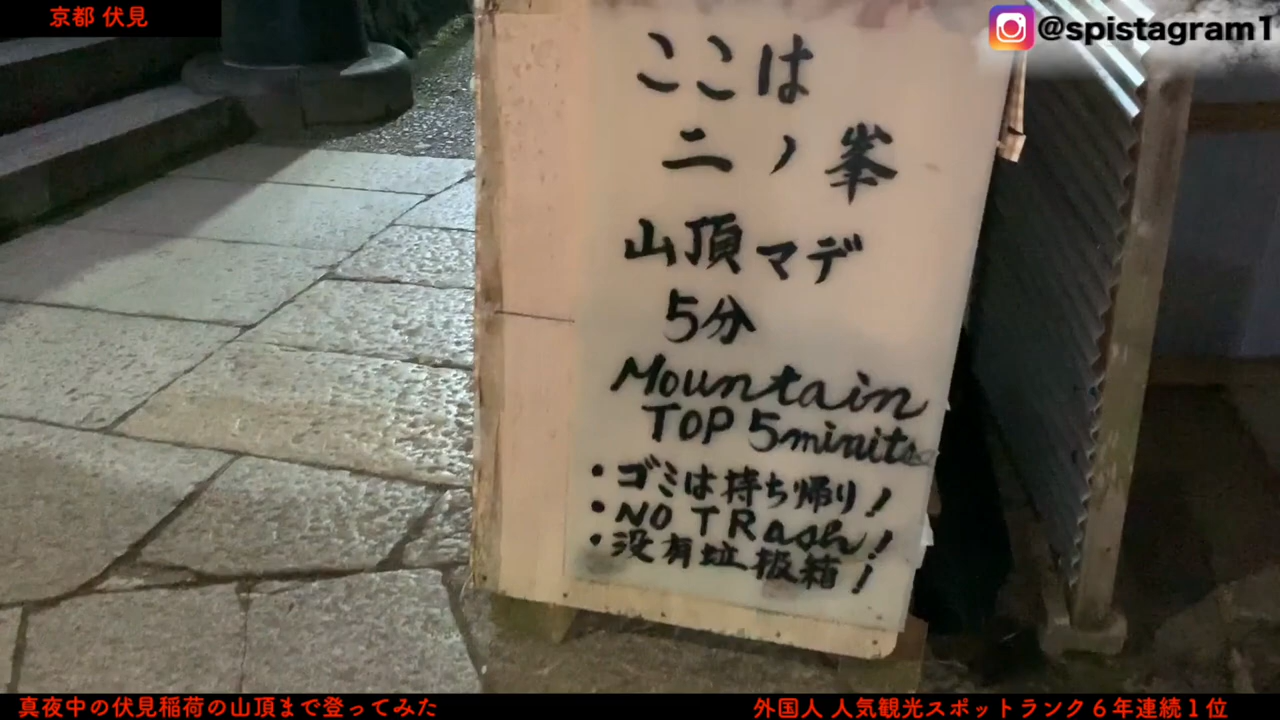 京都 伏見
@spistagram1
ここは
二ノ峯
山頂マデ
5分
Mountain
TOP 5minits
・ゴミは持ち帰り!
・NO TRash!
・没有垃圾箱!
真夜中の伏見稲荷の山頂まで登ってみた
外国人 人気観光スポットランク6年連続1位